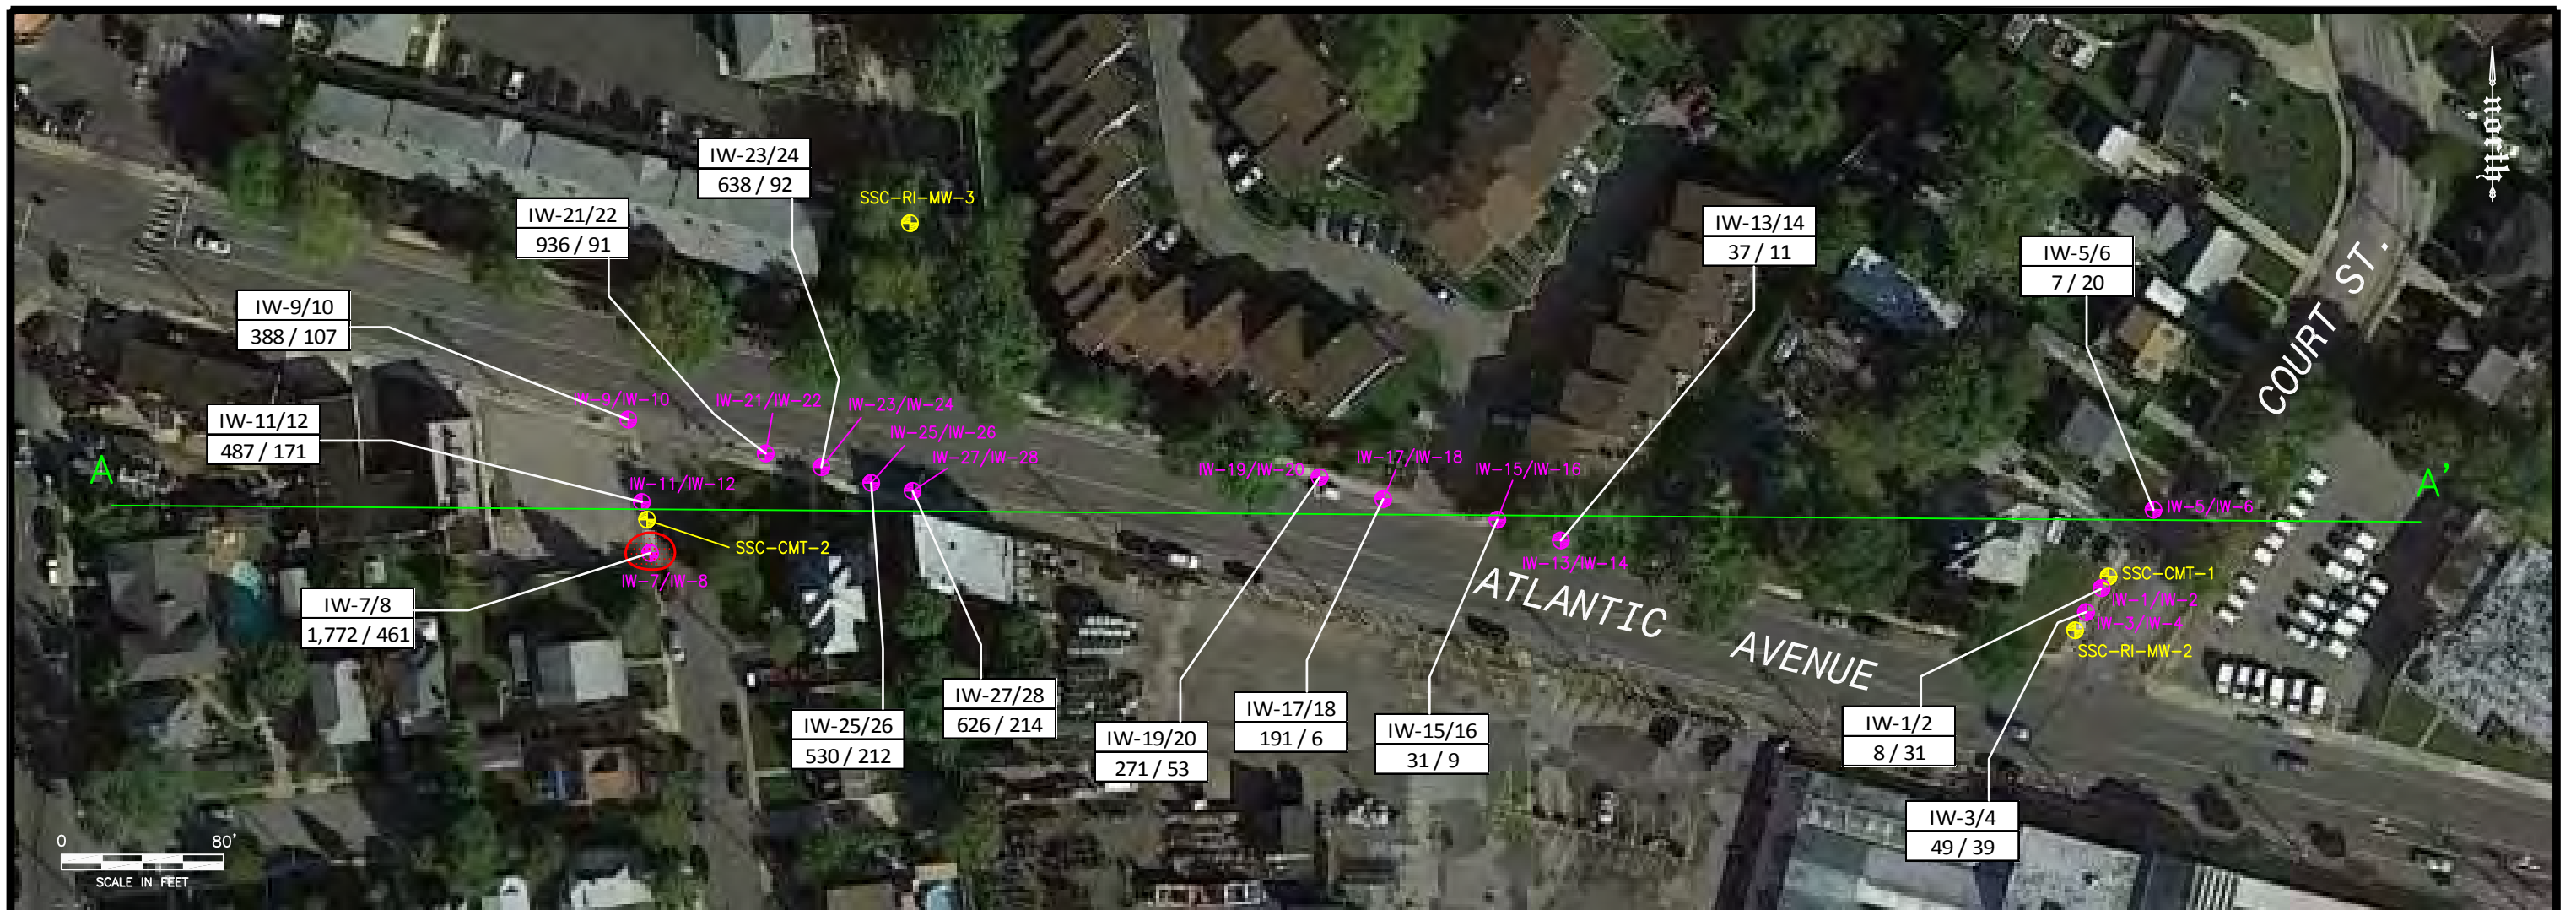 IW-23/24
638 / 92
IW-21/22
936 / 91
SSC-RI-MW-3
IW-13/14
37 / 11
IW-5/6
7 / 20
north
COURT ST.
IW-9/10
388 / 107
IW-9/IW-10
IW-21/IW-22
IW-23/IW-24
IW-25/IW-26
IW-27/IW-28
IW-11/12
487 / 171
A
IW-11/IW-12
IW-19/IW-20
IW-17/IW-18
IW-15/IW-16
A'
IW-5/IW-6
SSC-CMT-2
IW-7/IW-8
IW-13/IW-14
SSC-CMT-1
IW-1/IW-2
IW-3/IW-4
SSC-RI-MW-2
ATLANTIC AVENUE
IW-7/8
1,772 / 461
IW-25/26
530 / 212
IW-27/28
626 / 214
IW-19/20
271 / 53
IW-17/18
191 / 6
IW-15/16
31 / 9
IW-1/2
8 / 31
IW-3/4
49 / 39
0 80'
SCALE IN FEET